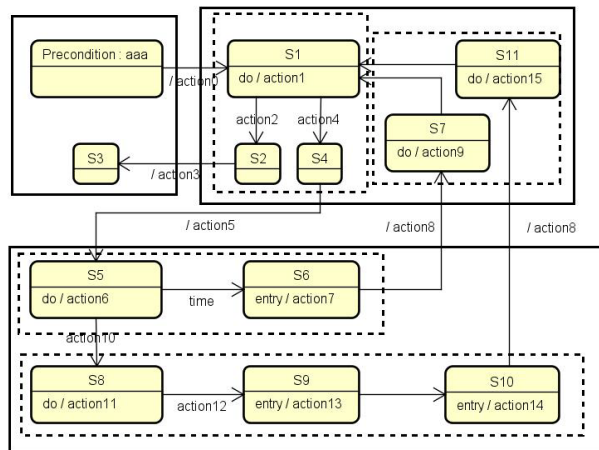 Precondition : aaa
/ action0
S1
do / action1
S11
do / action15
action2
action4
S7
do / action9
S3
/ action3
S2
S4
/ action5
/ action8
/ action8
S5
do / action6
time
S6
entry / action7
action10
S8
do / action11
action12
S9
entry / action13
S10
entry / action14